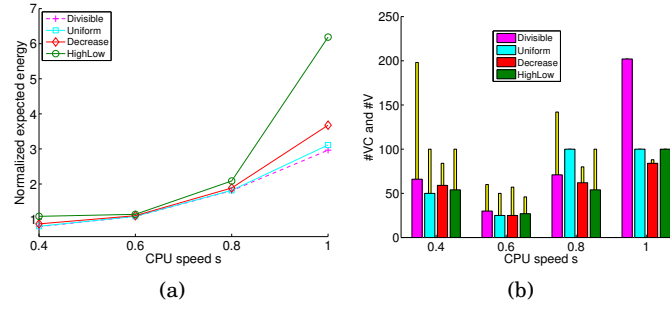 7
6
5
4
3
2
1
0.4
0.6
0.8
1
Normalized expected energy
CPU speed s
Divisible
Uniform
Decrease
HighLow
(a)
250
200
150
100
50
0
0.4
0.6
0.8
1
#VC and #V
CPU speed s
Divisible
Uniform
Decrease
HighLow
(b)